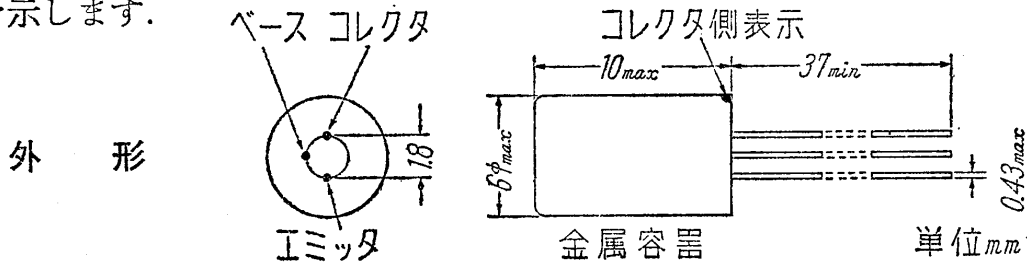 示します.
ベース コレクタ
コレクタ側表示
10max
37min
外 形
1.8
6φmax
0.43max
エミッタ
金属容器
単位mm